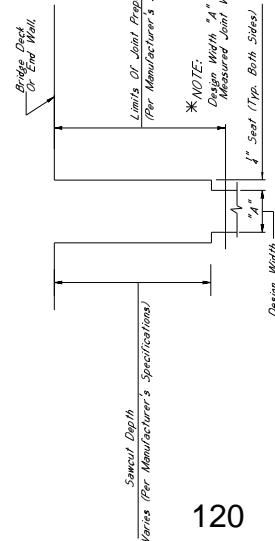 Bridge Deck
Or End Wall.
Limits Of Joint Prep
(Per Manufacturer's
* NOTE:
Design Width "A"
Measured Joint
" Seat (Typ. Both Sides)
"A"
Design Width
Sawcut Depth
Varies (Per Manufacturer's Specifications)
120